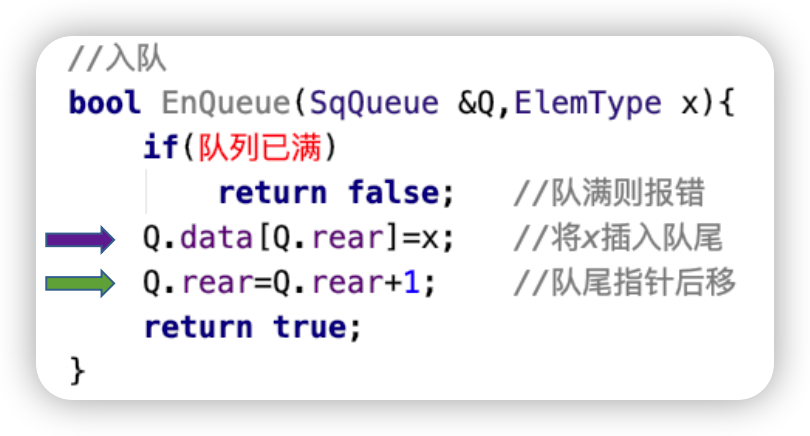 //入队
bool EnQueue(SqQueue &Q,ElemType x){
if(队列已满)
return false; //队满则报错
Q.data[Q.rear]=x; //将x插入队尾
Q.rear=Q.rear+1; //队尾指针后移
return true;
}